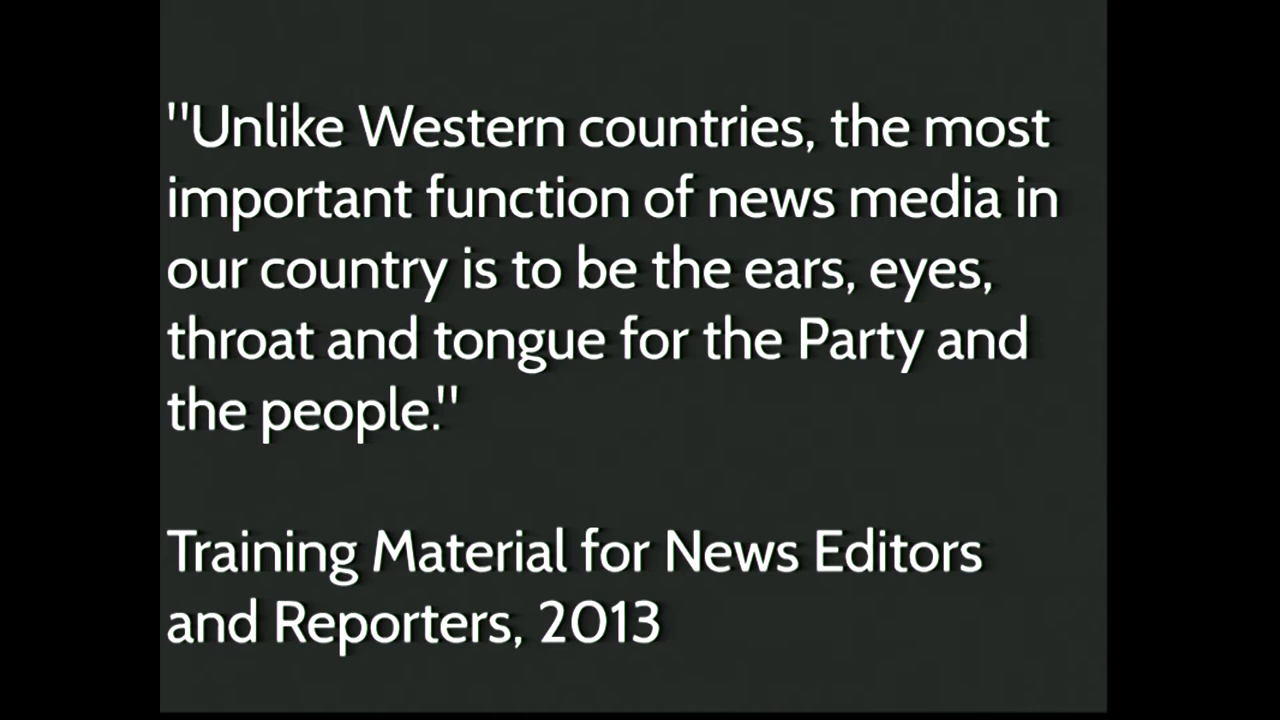 "Unlike Western countries, the most
important function of news media in
our country is to be the ears, eyes,
throat and tongue for the Party and
the people."
Training Material for News Editors
and Reporters, 2013